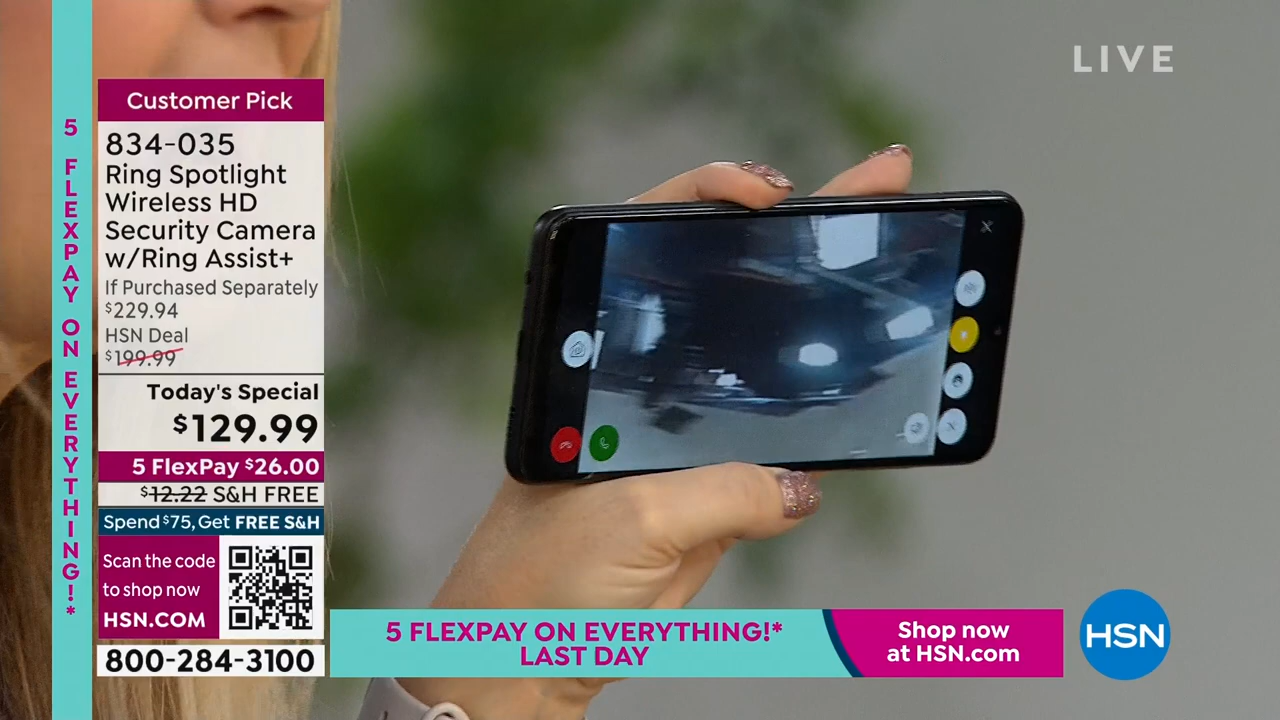 LIVE
5 FLEXPAY ON EVERYTHING!*
Customer Pick
834-035
Ring Spotlight
Wireless HD
Security Camera
w/Ring Assist+
If Purchased Separately
$229.94
HSN Deal
$199.99
Today's Special
$129.99
5 FlexPay $26.00
$12.22 S&H FREE
Spend $75, Get FREE S&H
Scan the code
to shop now
HSN.COM
800-284-3100
5 FLEXPAY ON EVERYTHING!*
LAST DAY
Shop now
at HSN.com
HSN